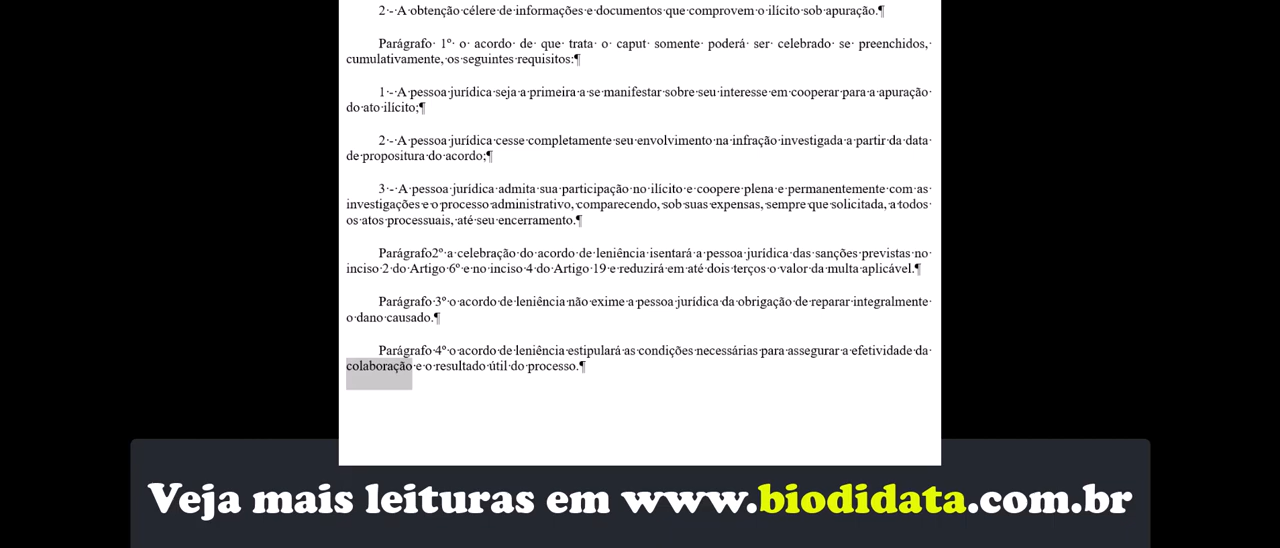 2 - A obtenção célere de informações e documentos que comprovem o ilícito sob apuração.¶
Parágrafo 1º o acordo de que trata o caput somente poderá ser celebrado se preenchidos,
cumulativamente, os seguintes requisitos:¶
1 - A pessoa jurídica seja a primeira a se manifestar sobre seu interesse em cooperar para a apuração
do ato ilícito;¶
2 - A pessoa jurídica cesse completamente seu envolvimento na infração investigada a partir da data
de propositura do acordo;¶
3 - A pessoa jurídica admita sua participação no ilícito e coopere plena e permanentemente com as
investigações e o processo administrativo, comparecendo, sob suas expensas, sempre que solicitada, a todos
os atos processuais, até seu encerramento.¶
Parágrafo2º a celebração do acordo de leniência isentará a pessoa jurídica das sanções previstas no
inciso 2 do Artigo 6º e no inciso 4 do Artigo 19 e reduzirá em até dois terços o valor da multa aplicável.¶
Parágrafo 3º o acordo de leniência não exime a pessoa jurídica da obrigação de reparar integralmente
o dano causado.¶
Parágrafo 4º o acordo de leniência estipulará as condições necessárias para assegurar a efetividade da
colaboração e o resultado útil do processo.¶
Veja mais leituras em www.biodidata.com.br